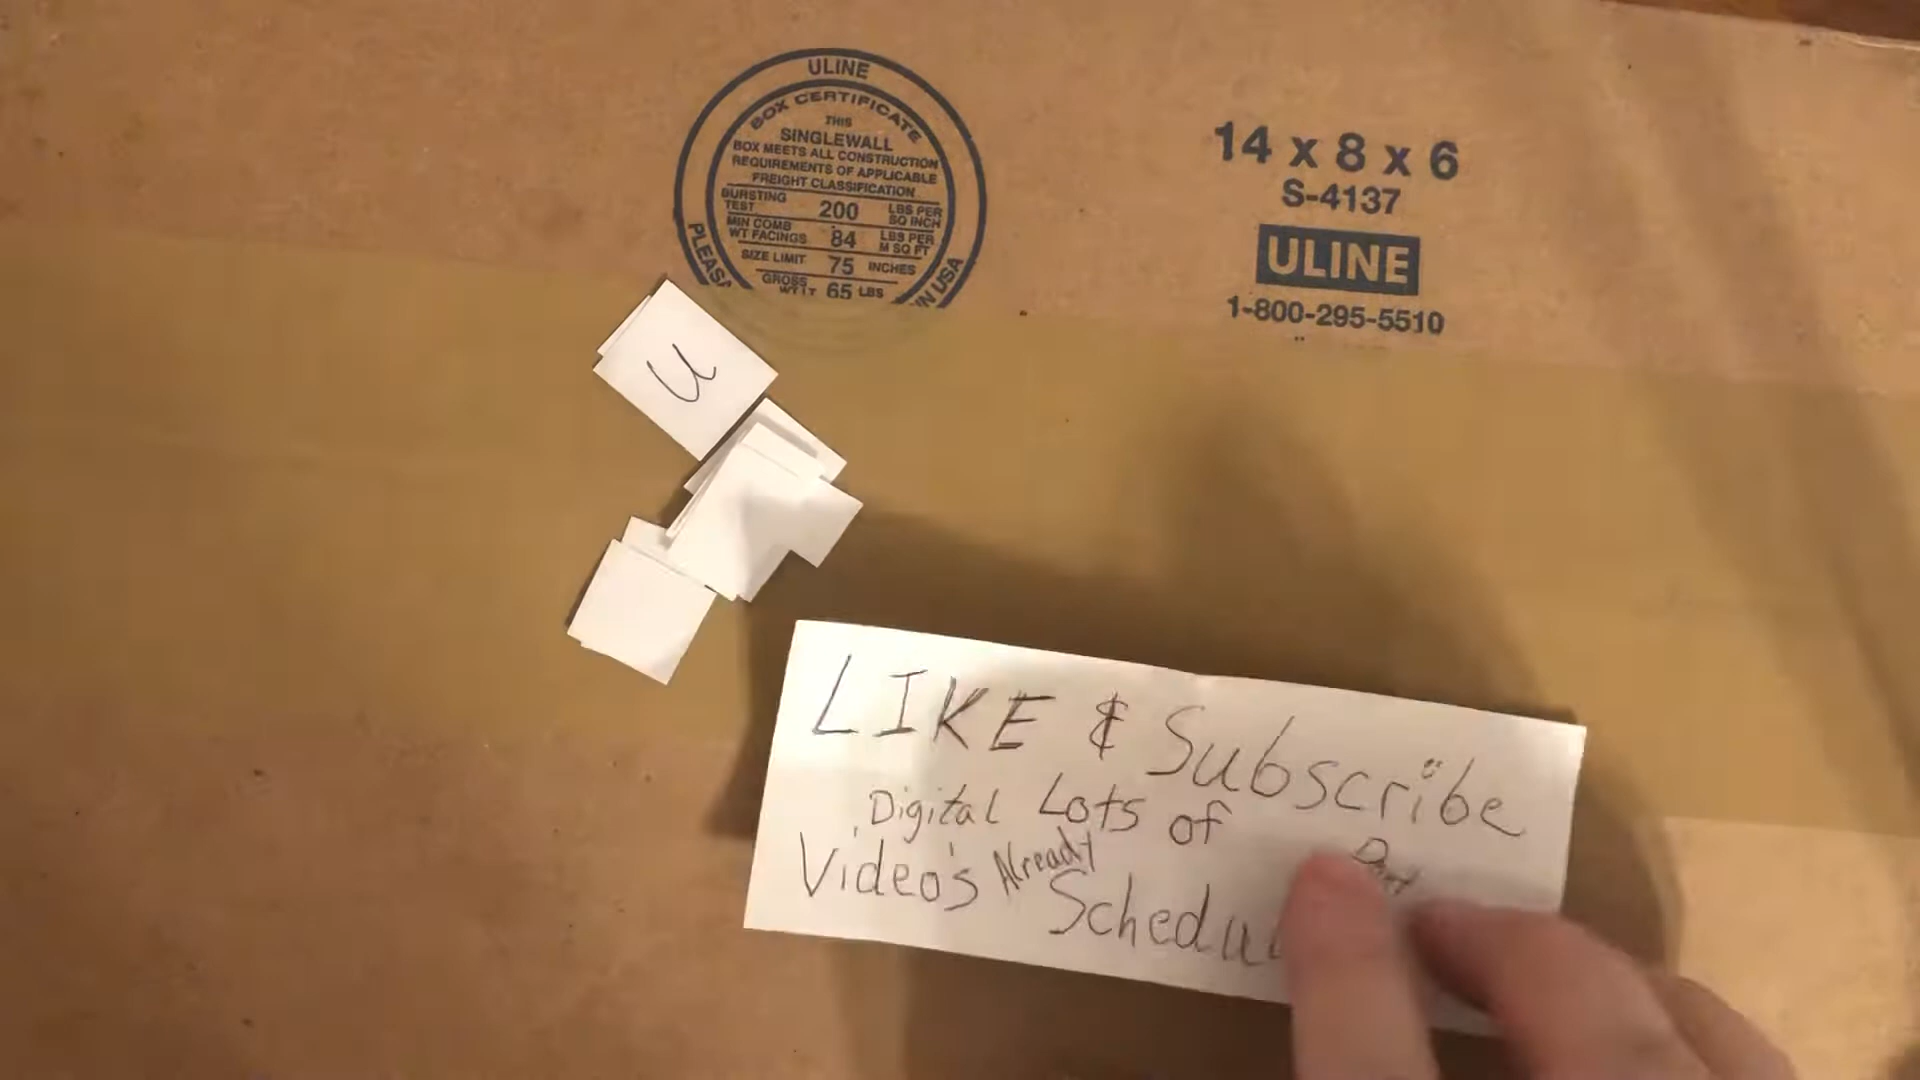 ULINE
BOX CERTIFICATE
THIS
SINGLEWALL
BOX MEETS ALL CONSTRUCTION
REQUIREMENTS OF APPLICABLE
FREIGHT CLASSIFICATION
BURSTING TEST 200 LBS PER SQ INCH
MIN COMB WT FACINGS 84 LBS PER M SQ FT
SIZE LIMIT 75 INCHES
GROSS WT LT 65 LBS
IN USA
14 x 8 x 6
S-4137
ULINE
1-800-295-5510
u
LIKE & Subscribe
Digital Lots of
Video's Already